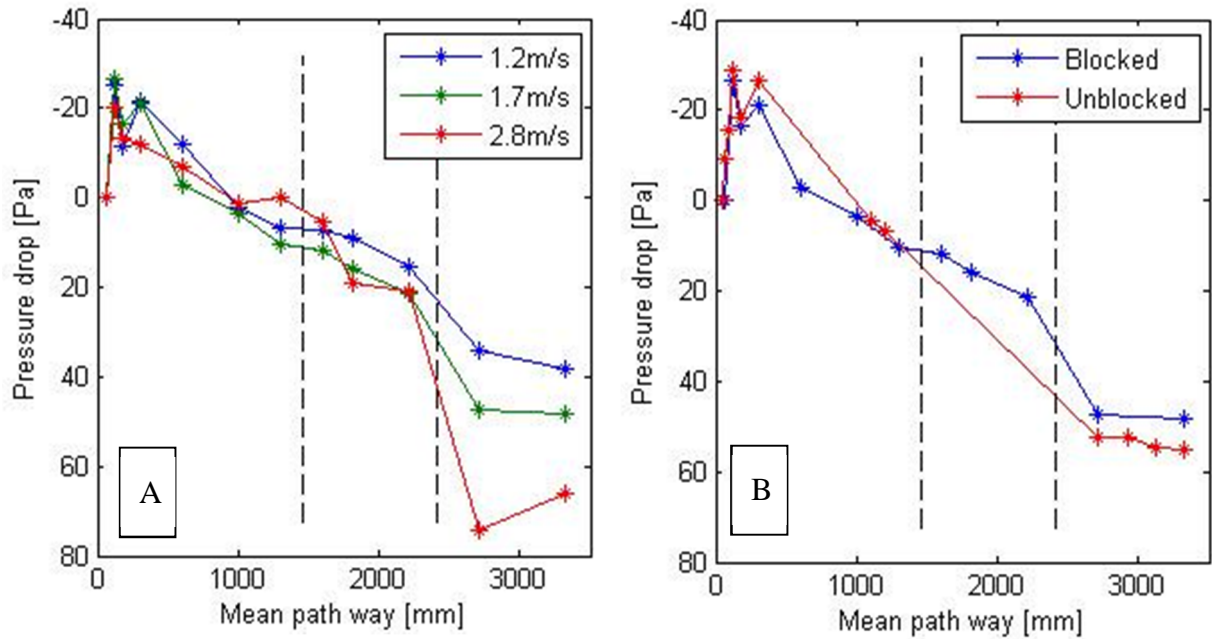 -40
-20
0
20
40
60
80
Pressure drop [Pa]
1.2m/s
1.7m/s
2.8m/s
A
0
1000
2000
3000
Mean path way [mm]
-40
-20
0
20
40
60
80
Pressure drop [Pa]
Blocked
Unblocked
B
0
1000
2000
3000
Mean path way [mm]